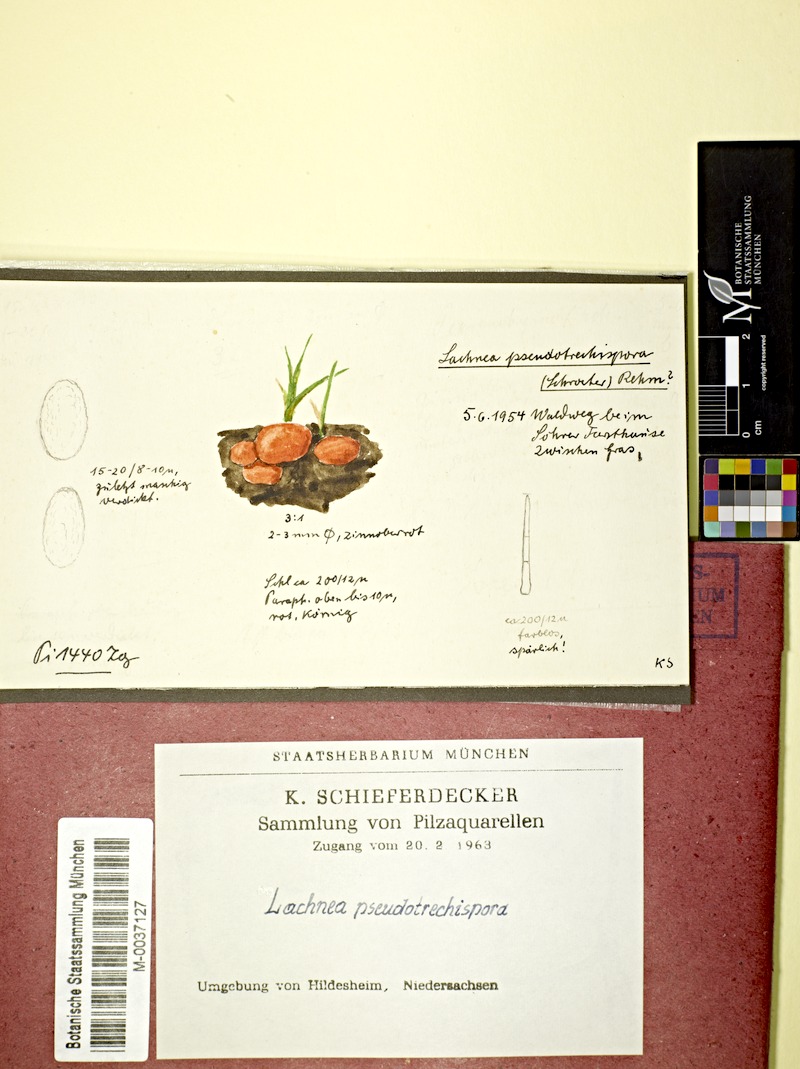 Lachnea pseudotrechispora
(Schroeter) Rehm?
5.6.1954 Waldweg beim
Söhrer Forsthause
zwischen Gras,
15-20/8-10µ,
zuletzt warzig
verdickt.
3:1
2-3 mm Ø, zinnoberrot
Schl ca 200/12µ
Paraph. oben bis 10µ,
rot, körnig
ca 200/12µ
farblos,
spärlich!
Pi 1440 Zg
KS
STAATSHERBARIUM MÜNCHEN
K. SCHIEFERDECKER
Sammlung von Pilzaquarellen
Zugang vom 20. 2 1963
Lachnea pseudotrechispora
Umgebung von Hildesheim, Niedersachsen
Botanische Staatssammlung München
M-0037127
BOTANISCHE
STAATSSAMMLUNG
MÜNCHEN
0 1 2
cm
copyright reserved